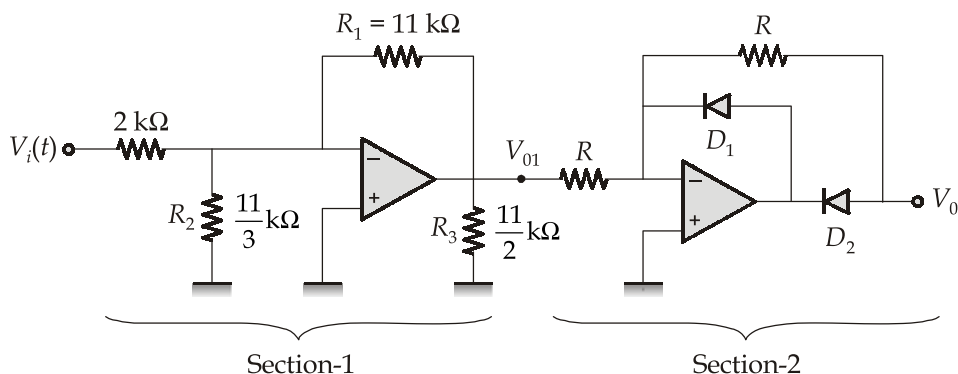 R₁ = 11 kΩ
R
2 kΩ
Vᵢ(t)
D₁
V₀₁
R
−
+
R₂
11/3 kΩ
R₃
11/2 kΩ
−
+
V₀
D₂
Section-1
Section-2